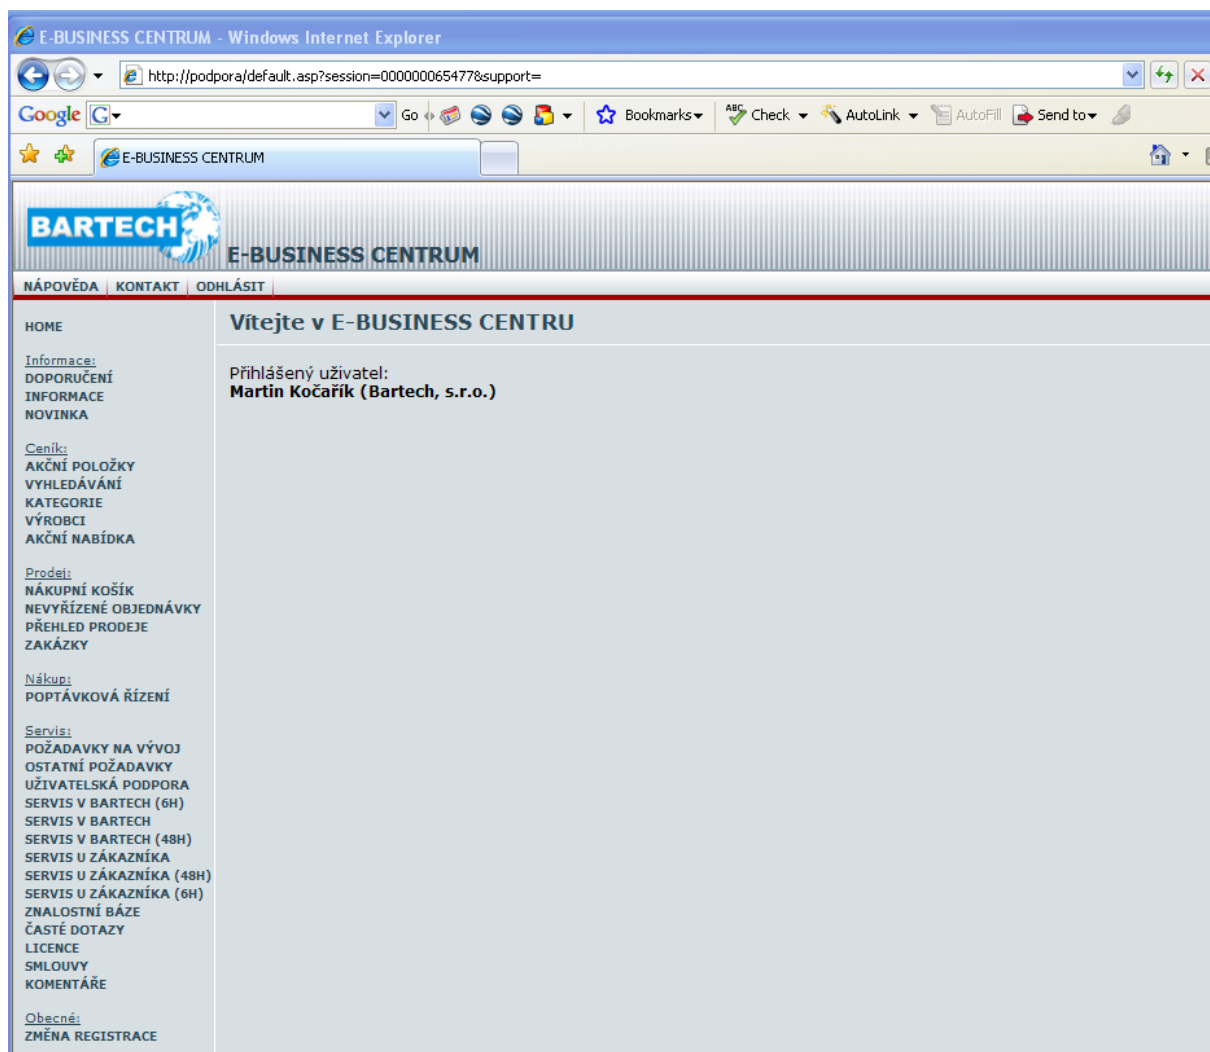 E-BUSINESS CENTRUM - Windows Internet Explorer
http://podpora/default.asp?session=000000065477&support=
Google G Go Bookmarks ABC Check AutoLink AutoFill Send to
E-BUSINESS CENTRUM
BARTECH
E-BUSINESS CENTRUM
NÁPOVĚDA KONTAKT ODHLÁSIT
HOME
Vítejte v E-BUSINESS CENTRU
Přihlášený uživatel:
Martin Kočařík (Bartech, s.r.o.)
Informace:
DOPORUČENÍ
INFORMACE
NOVINKA
Ceník:
AKČNÍ POLOŽKY
VYHLEDÁVÁNÍ
KATEGORIE
VÝROBCI
AKČNÍ NABÍDKA
Prodej:
NÁKUPNÍ KOŠÍK
NEVYŘÍZENÉ OBJEDNÁVKY
PŘEHLED PRODEJE
ZAKÁZKY
Nákup:
POPTÁVKOVÁ ŘÍZENÍ
Servis:
POŽADAVKY NA VÝVOJ
OSTATNÍ POŽADAVKY
UŽIVATELSKÁ PODPORA
SERVIS V BARTECH (6H)
SERVIS V BARTECH
SERVIS V BARTECH (48H)
SERVIS U ZÁKAZNÍKA
SERVIS U ZÁKAZNÍKA (48H)
SERVIS U ZÁKAZNÍKA (6H)
ZNALOSTNÍ BÁZE
ČASTÉ DOTAZY
LICENCE
SMLOUVY
KOMENTÁŘE
Obecné:
ZMĚNA REGISTRACE